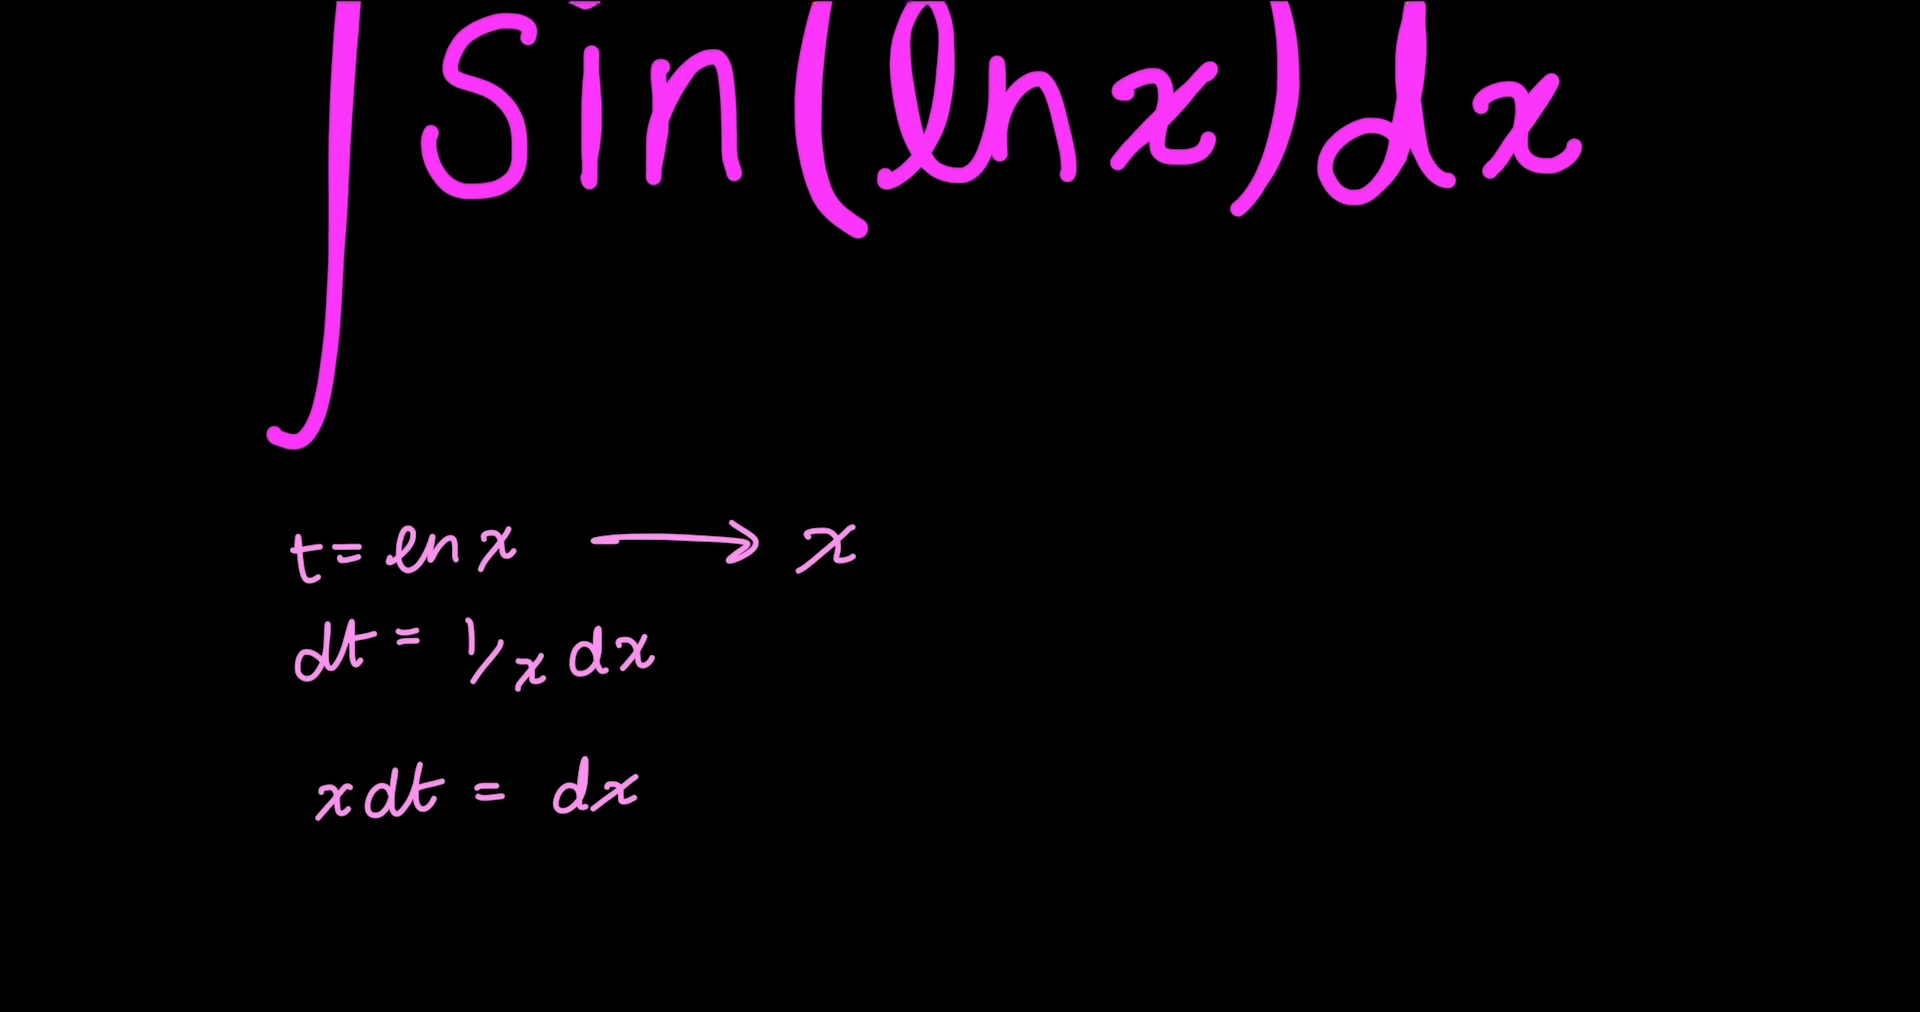 ∫ Sin(ln x) dx
t = ln x ⟶ x
dt = 1/x dx
x dt = dx